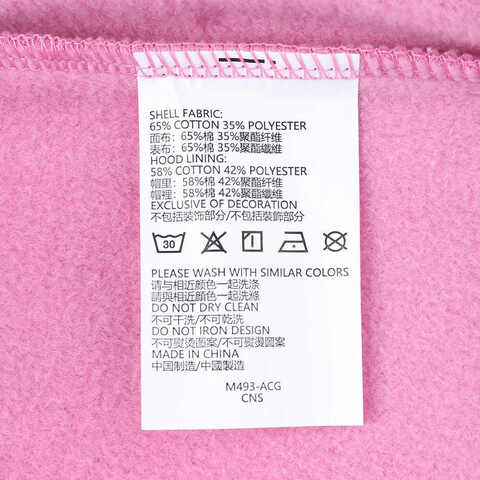 SHELL FABRIC:
65% COTTON 35% POLYESTER
面布：65%棉 35%聚酯纤维
表布：65%棉 35%聚酯纖維
HOOD LINING:
58% COTTON 42% POLYESTER
帽里：58%棉 42%聚酯纤维
帽裡：58%棉 42%聚酯纖維
EXCLUSIVE OF DECORATION
不包括装饰部分/不包括裝飾部分
30
PLEASE WASH WITH SIMILAR COLORS
请与相近颜色一起洗涤
請與相近顏色一起洗滌
DO NOT DRY CLEAN
不可干洗/不可乾洗
DO NOT IRON DESIGN
不可熨烫图案/不可熨燙圖案
MADE IN CHINA
中国制造/中國製造
M493-ACG
CNS